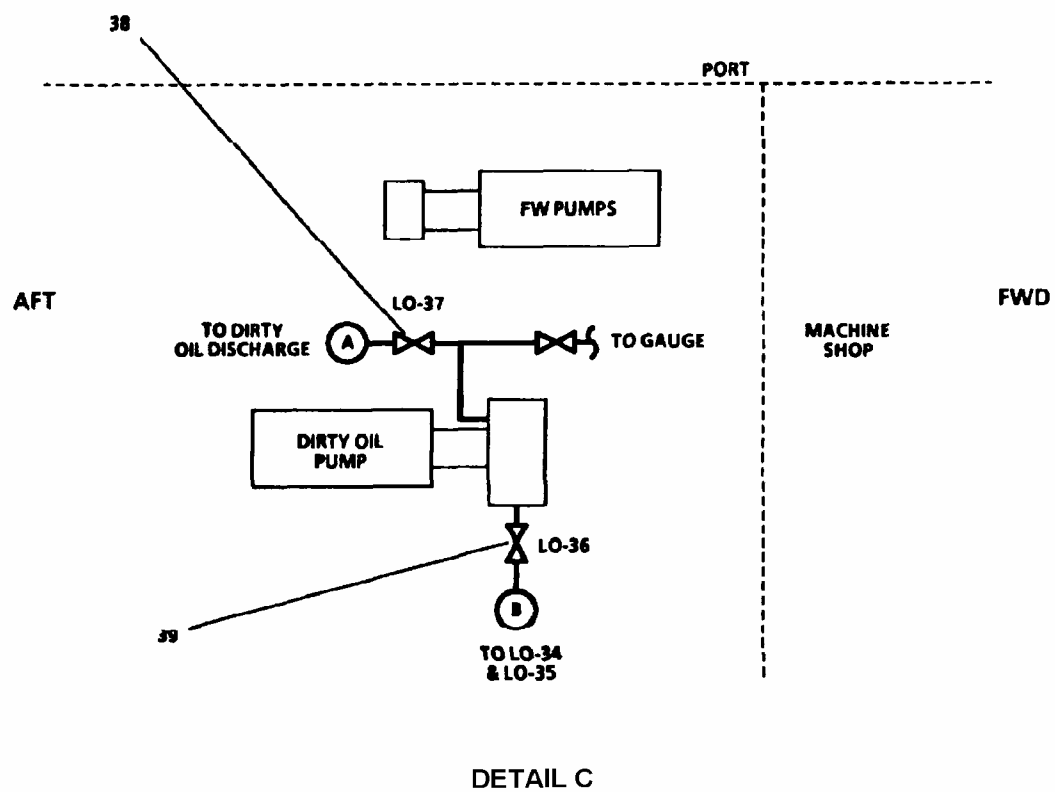 38
PORT
FW PUMPS
AFT
FWD
LO-37
TO DIRTY
OIL DISCHARGE
A
TO GAUGE
MACHINE
SHOP
DIRTY OIL
PUMP
LO-36
B
39
TO LO-34
& LO-35
DETAIL C